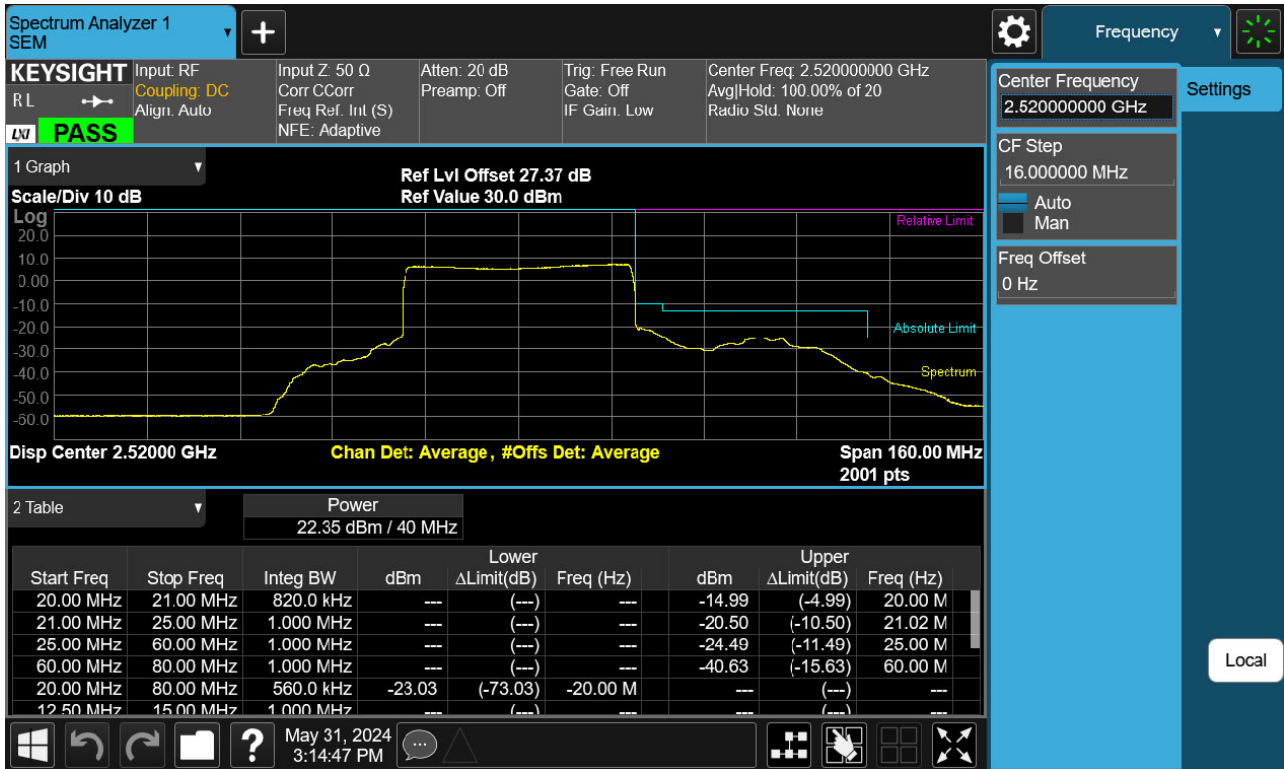 Spectrum Analyzer 1
SEM
Frequency
KEYSIGHT
R L
LXI PASS
Input: RF
Coupling: DC
Align: Auto
Input Z: 50 Ω
Corr CCorr
Freq Ref: Int (S)
NFE: Adaptive
Atten: 20 dB
Preamp: Off
Trig: Free Run
Gate: Off
IF Gain: Low
Center Freq: 2.520000000 GHz
Avg|Hold: 100.00% of 20
Radio Std: None
Center Frequency
2.520000000 GHz
Settings
CF Step
16.000000 MHz
Auto
Man
Freq Offset
0 Hz
Local
1 Graph
Scale/Div 10 dB
Ref Lvl Offset 27.37 dB
Ref Value 30.0 dBm
Log
20.0
10.0
0.00
-10.0
-20.0
-30.0
-40.0
-50.0
-60.0
Relative Limit
Absolute Limit
Spectrum
Disp Center 2.52000 GHz
Chan Det: Average, #Offs Det: Average
Span 160.00 MHz
2001 pts
2 Table
Power
22.35 dBm / 40 MHz
Lower Upper
Start Freq Stop Freq Integ BW dBm ΔLimit(dB) Freq (Hz) dBm ΔLimit(dB) Freq (Hz)
20.00 MHz 21.00 MHz 820.0 kHz --- (---) --- -14.99 (-4.99) 20.00 M
21.00 MHz 25.00 MHz 1.000 MHz --- (---) --- -20.50 (-10.50) 21.02 M
25.00 MHz 60.00 MHz 1.000 MHz --- (---) --- -24.49 (-11.49) 25.00 M
60.00 MHz 80.00 MHz 1.000 MHz --- (---) --- -40.63 (-15.63) 60.00 M
20.00 MHz 80.00 MHz 560.0 kHz -23.03 (-73.03) -20.00 M --- (---) ---
12.50 MHz 15.00 MHz 1.000 MHz --- (---) --- --- (---) ---
May 31, 2024
3:14:47 PM